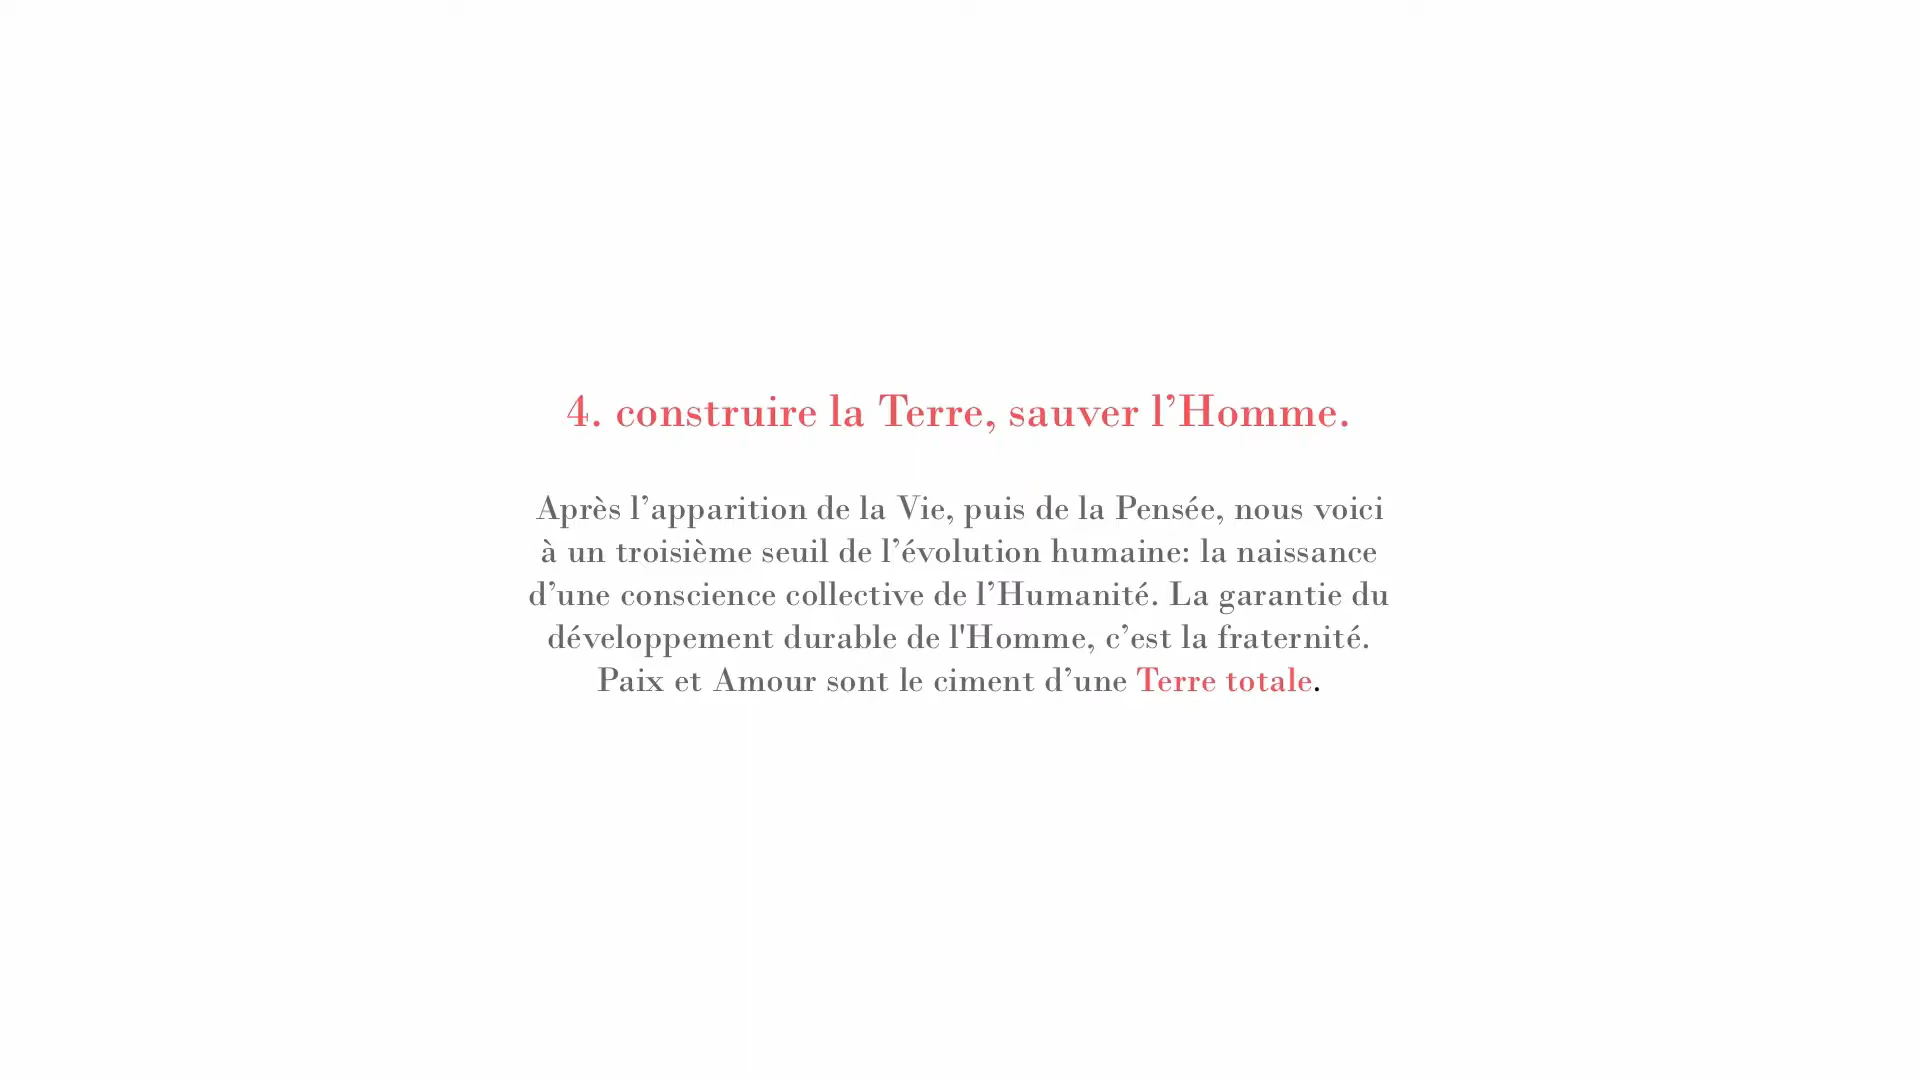 4. construire la Terre, sauver l’Homme.
Après l’apparition de la Vie, puis de la Pensée, nous voici
à un troisième seuil de l’évolution humaine: la naissance
d’une conscience collective de l’Humanité. La garantie du
développement durable de l'Homme, c’est la fraternité.
Paix et Amour sont le ciment d’une Terre totale.